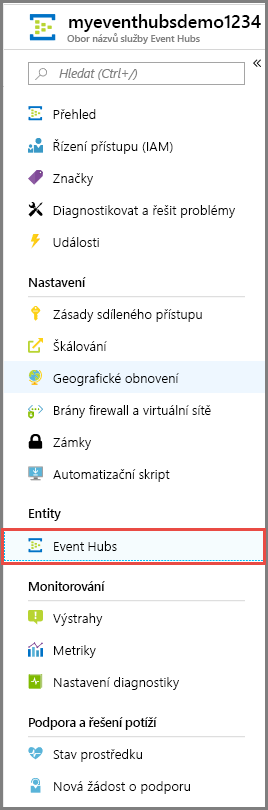 myeventhubsdemo1234
Obor názvů služby Event Hubs
Hledat (Ctrl+/)
Přehled
Řízení přístupu (IAM)
Značky
Diagnostikovat a řešit problémy
Události
Nastavení
Zásady sdíleného přístupu
Škálování
Geografické obnovení
Brány firewall a virtuální sítě
Zámky
Automatizační skript
Entity
Event Hubs
Monitorování
Výstrahy
Metriky
Nastavení diagnostiky
Podpora a řešení potíží
Stav prostředku
Nová žádost o podporu